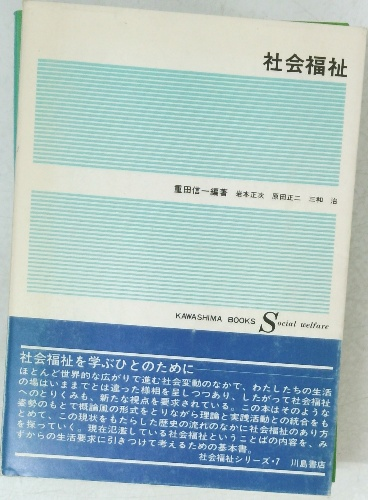 社会福祉
重田信一編著 岩本正次 原田正二 三和 治
KAWASHIMA BOOKS Social welfare
社会福祉を学ぶひとのために
ほとんど世界的な広がりで進む社会変動のなかで、わたしたちの生活
の場はいままでとは違った様相を呈しつつあり、したがって社会福祉
へのとりくみも、新たな視点を要求されている。この本はそのような
姿勢のもとで概論風の形式をとりながら理論と実践活動との統合をも
とめて、この現状をもたらした歴史の流れのなかに社会福祉のあり方
を探っていく。現在氾濫している社会福祉ということばの内容を、み
ずからの生活要求に引きつけて考えるための基本書。
社会福祉シリーズ・7 川島書店